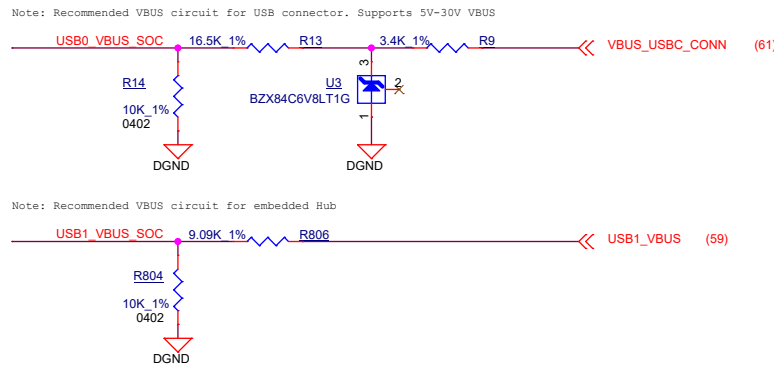 Note: Recommended VBUS circuit for USB connector. Supports 5V-30V VBUS
USB0_VBUS_SOC 16.5K_1% R13 3.4K_1% R9 VBUS_USBC_CONN (61)
R14 3 U3 2
BZX84C6V8LT1G
10K_1%
0402 1
DGND DGND
Note: Recommended VBUS circuit for embedded Hub
USB1_VBUS_SOC 9.09K_1% R806 USB1_VBUS (59)
R804
10K_1%
0402
DGND